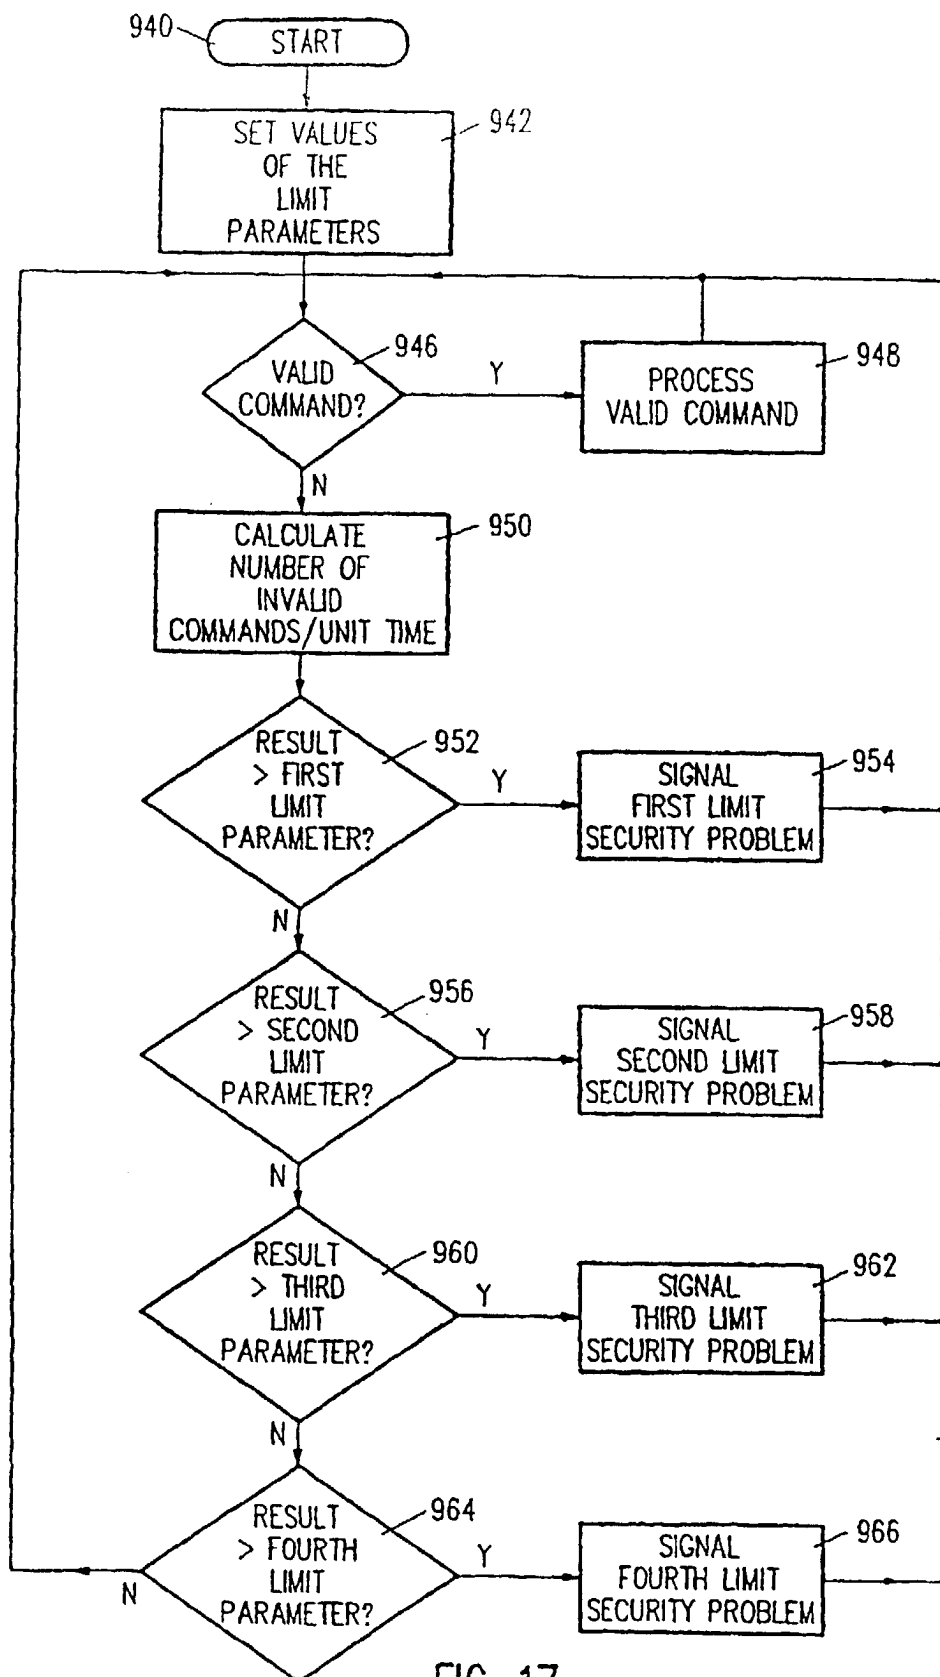 940
START
942
SET VALUES
OF THE
LIMIT
PARAMETERS
946
VALID
COMMAND?
Y
948
PROCESS
VALID COMMAND
N
950
CALCULATE
NUMBER OF
INVALID
COMMANDS/UNIT TIME
952
RESULT
> FIRST
LIMIT
PARAMETER?
Y
954
SIGNAL
FIRST LIMIT
SECURITY PROBLEM
N
956
RESULT
> SECOND
LIMIT
PARAMETER?
Y
958
SIGNAL
SECOND LIMIT
SECURITY PROBLEM
N
960
RESULT
> THIRD
LIMIT
PARAMETER?
Y
962
SIGNAL
THIRD LIMIT
SECURITY PROBLEM
N
964
RESULT
> FOURTH
LIMIT
PARAMETER?
Y
966
SIGNAL
FOURTH LIMIT
SECURITY PROBLEM
N
FIG. 17